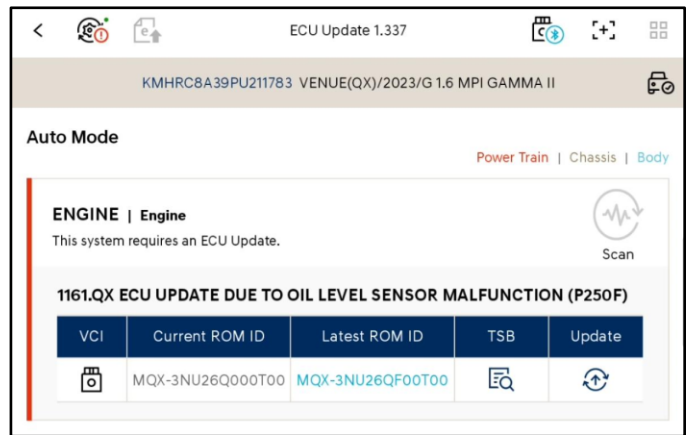 ECU Update 1.337
KMHRC8A39PU211783 VENUE(QX)/2023/G 1.6 MPI GAMMA II
Auto Mode
Power Train | Chassis | Body
ENGINE | Engine
This system requires an ECU Update.
Scan
1161.QX ECU UPDATE DUE TO OIL LEVEL SENSOR MALFUNCTION (P250F)
VCI Current ROM ID Latest ROM ID TSB Update
MQX-3NU26Q000T00 MQX-3NU26QF00T00